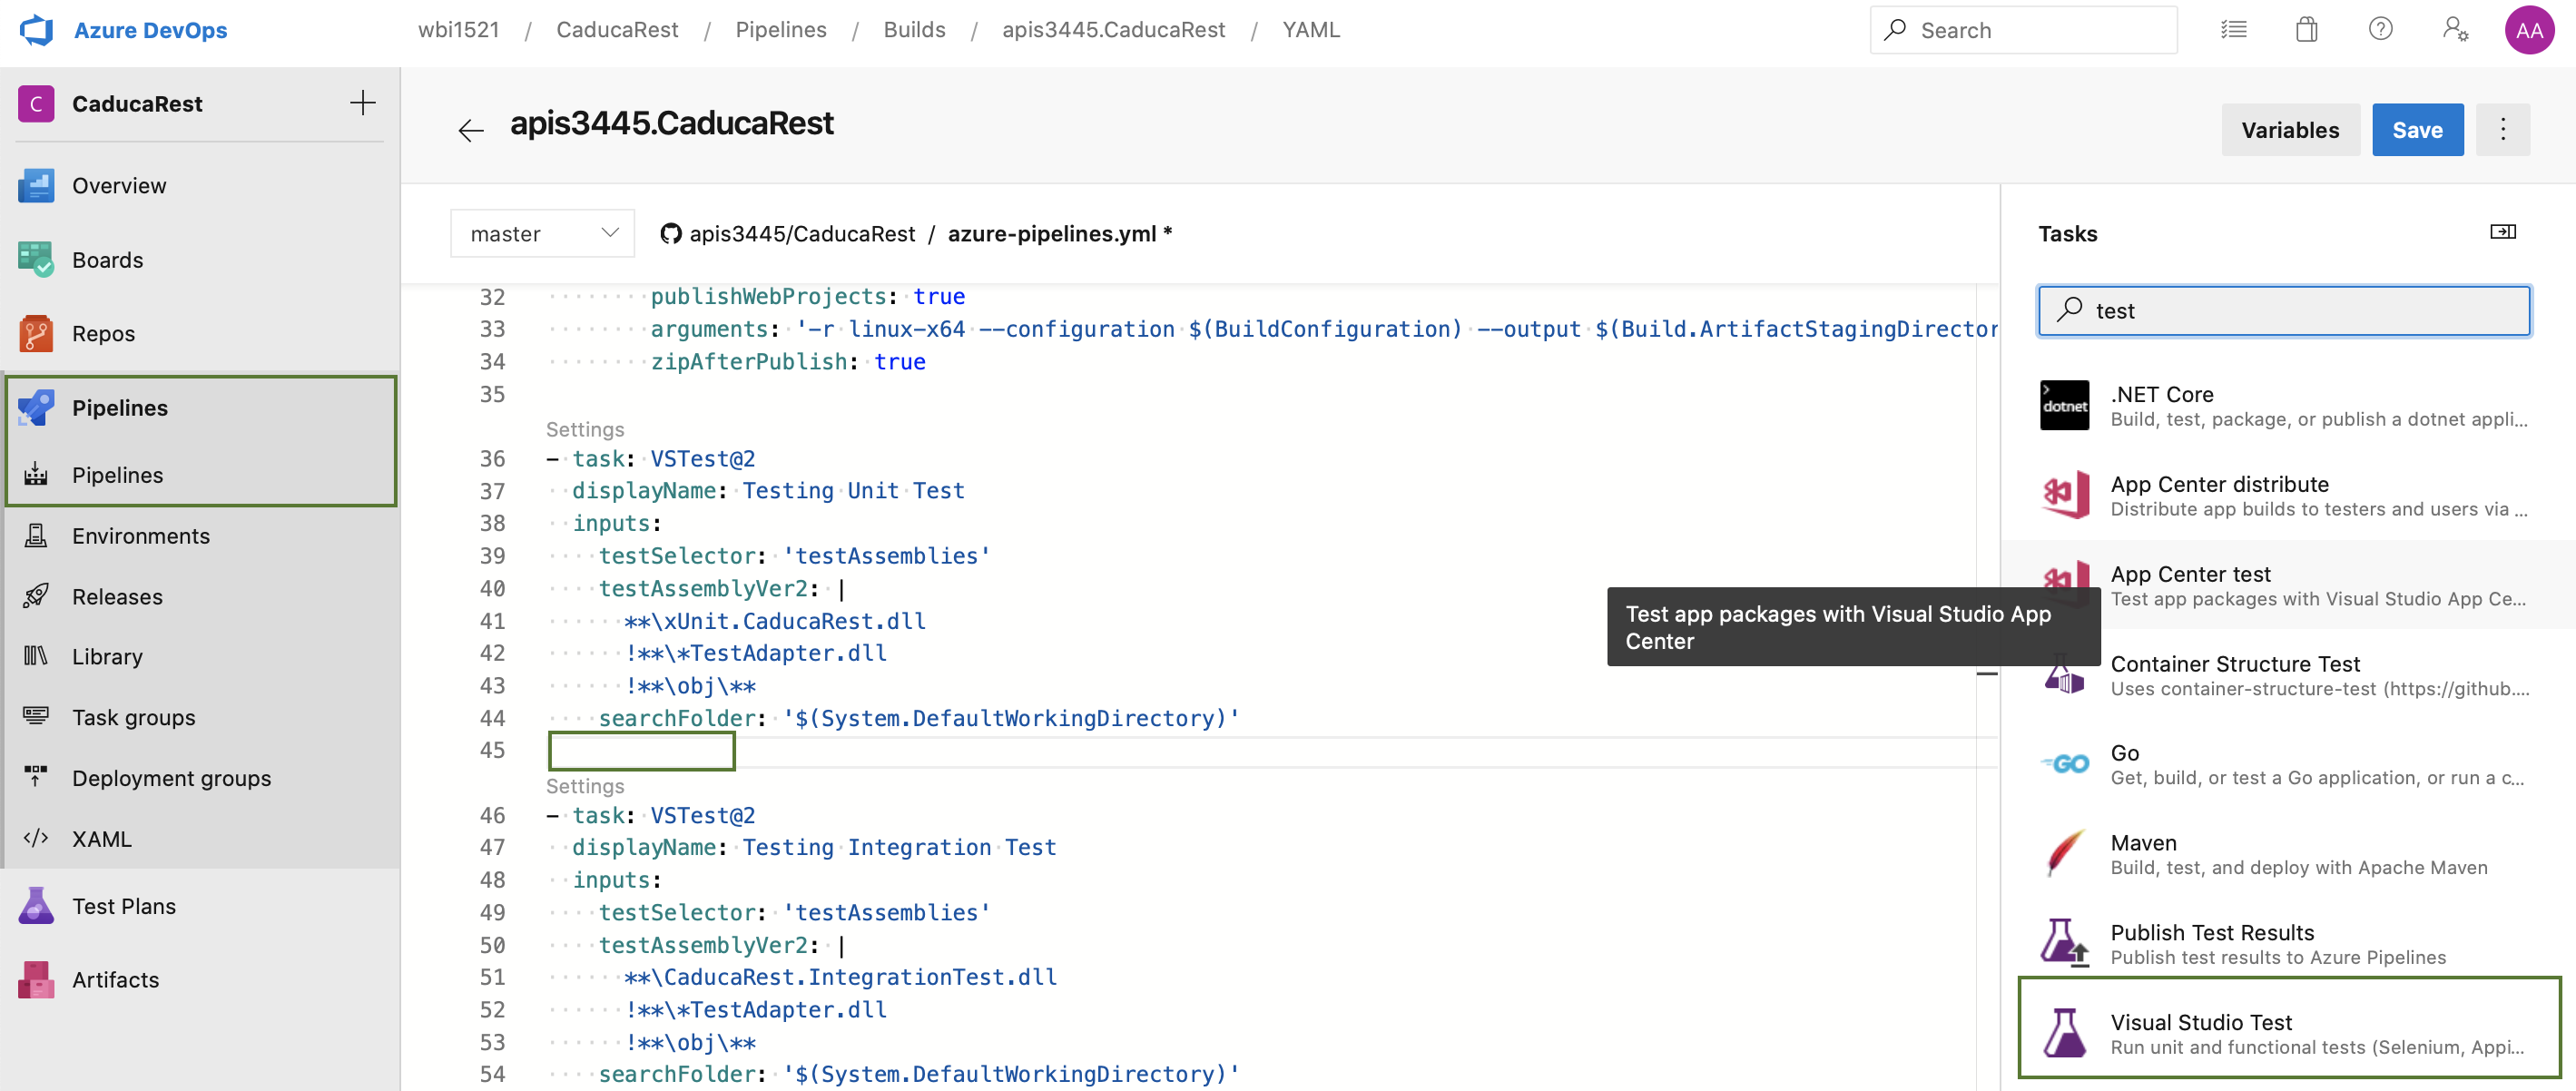 Azure DevOps
wbi1521 / CaducaRest / Pipelines / Builds / apis3445.CaducaRest / YAML
Search
AA
C CaducaRest
Overview
Boards
Repos
Pipelines
Pipelines
Environments
Releases
Library
Task groups
Deployment groups
XAML
Test Plans
Artifacts
apis3445.CaducaRest
Variables
Save
master
apis3445/CaducaRest / azure-pipelines.yml *
32 publishWebProjects: true
33 arguments: '-r linux-x64 --configuration $(BuildConfiguration) --output $(Build.ArtifactStagingDirector
34 zipAfterPublish: true
35
Settings
36 - task: VSTest@2
37 displayName: Testing Unit Test
38 inputs:
39 testSelector: 'testAssemblies'
40 testAssemblyVer2: |
41 **\xUnit.CaducaRest.dll
42 !**\*TestAdapter.dll
43 !**\obj\**
44 searchFolder: '$(System.DefaultWorkingDirectory)'
45
Settings
46 - task: VSTest@2
47 displayName: Testing Integration Test
48 inputs:
49 testSelector: 'testAssemblies'
50 testAssemblyVer2: |
51 **\CaducaRest.IntegrationTest.dll
52 !**\*TestAdapter.dll
53 !**\obj\**
54 searchFolder: '$(System.DefaultWorkingDirectory)'
Test app packages with Visual Studio App
Center
Tasks
test
dotnet
.NET Core
Build, test, package, or publish a dotnet appli...
App Center distribute
Distribute app builds to testers and users via ...
App Center test
Test app packages with Visual Studio App Ce...
Container Structure Test
Uses container-structure-test (https://github....
GO
Go
Get, build, or test a Go application, or run a c...
Maven
Build, test, and deploy with Apache Maven
Publish Test Results
Publish test results to Azure Pipelines
Visual Studio Test
Run unit and functional tests (Selenium, Appi...